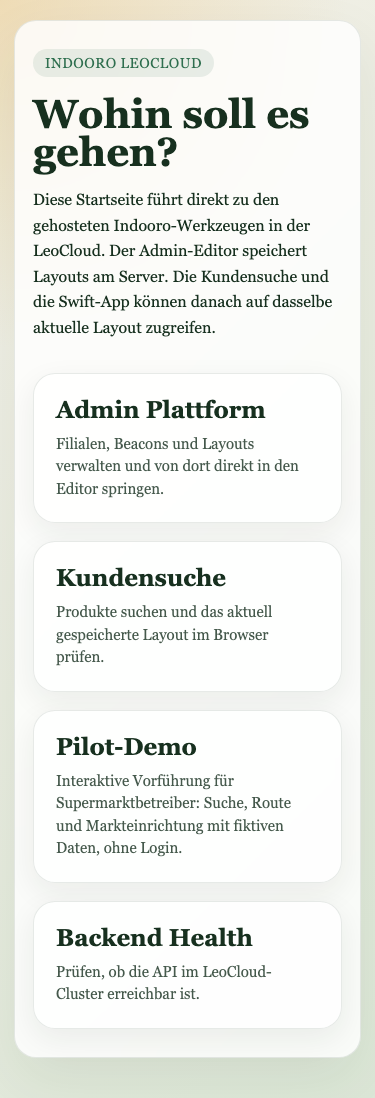 INDOORO LEOCLOUD
Wohin soll es
gehen?
Diese Startseite führt direkt zu den
gehosteten Indooro-Werkzeugen in der
LeoCloud. Der Admin-Editor speichert
Layouts am Server. Die Kundensuche und
die Swift-App können danach auf dasselbe
aktuelle Layout zugreifen.
Admin Plattform
Filialen, Beacons und Layouts
verwalten und von dort direkt in den
Editor springen.
Kundensuche
Produkte suchen und das aktuell
gespeicherte Layout im Browser
prüfen.
Pilot-Demo
Interaktive Vorführung für
Supermarktbetreiber: Suche, Route
und Markteinrichtung mit fiktiven
Daten, ohne Login.
Backend Health
Prüfen, ob die API im LeoCloud-
Cluster erreichbar ist.